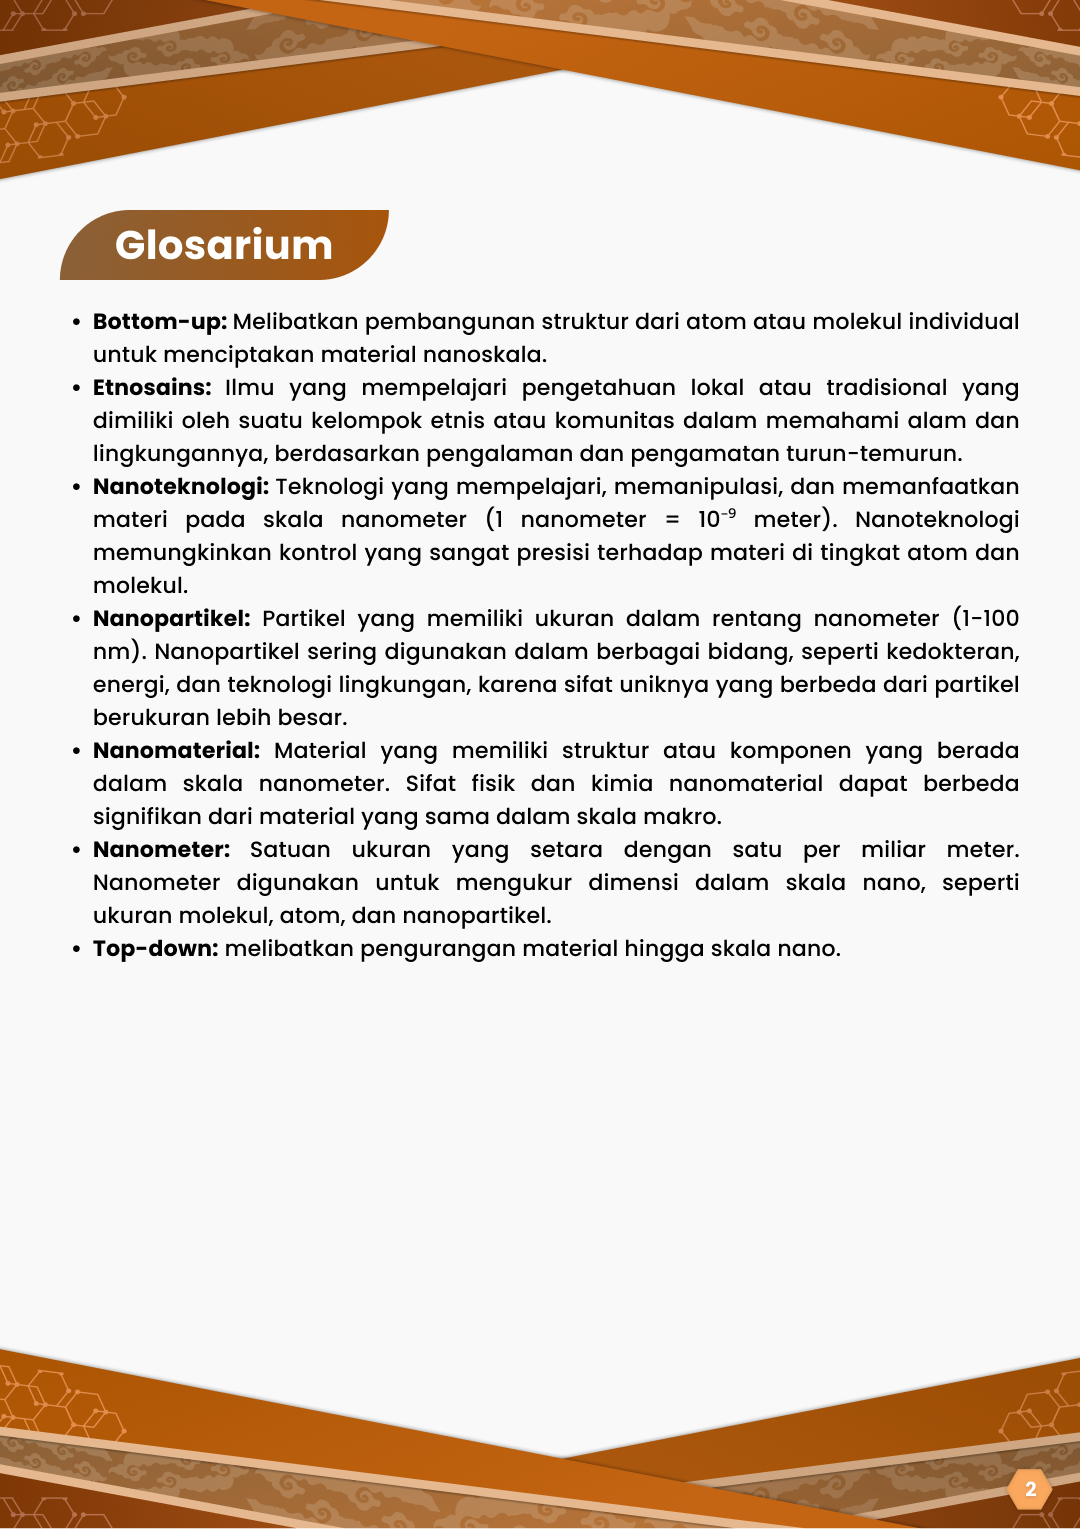 Glosarium
• Bottom-up: Melibatkan pembangunan struktur dari atom atau molekul individual
untuk menciptakan material nanoskala.
• Etnosains: Ilmu yang mempelajari pengetahuan lokal atau tradisional yang
dimiliki oleh suatu kelompok etnis atau komunitas dalam memahami alam dan
lingkungannya, berdasarkan pengalaman dan pengamatan turun-temurun.
• Nanoteknologi: Teknologi yang mempelajari, memanipulasi, dan memanfaatkan
materi pada skala nanometer (1 nanometer = 10⁻⁹ meter). Nanoteknologi
memungkinkan kontrol yang sangat presisi terhadap materi di tingkat atom dan
molekul.
• Nanopartikel: Partikel yang memiliki ukuran dalam rentang nanometer (1-100
nm). Nanopartikel sering digunakan dalam berbagai bidang, seperti kedokteran,
energi, dan teknologi lingkungan, karena sifat uniknya yang berbeda dari partikel
berukuran lebih besar.
• Nanomaterial: Material yang memiliki struktur atau komponen yang berada
dalam skala nanometer. Sifat fisik dan kimia nanomaterial dapat berbeda
signifikan dari material yang sama dalam skala makro.
• Nanometer: Satuan ukuran yang setara dengan satu per miliar meter.
Nanometer digunakan untuk mengukur dimensi dalam skala nano, seperti
ukuran molekul, atom, dan nanopartikel.
• Top-down: melibatkan pengurangan material hingga skala nano.
2